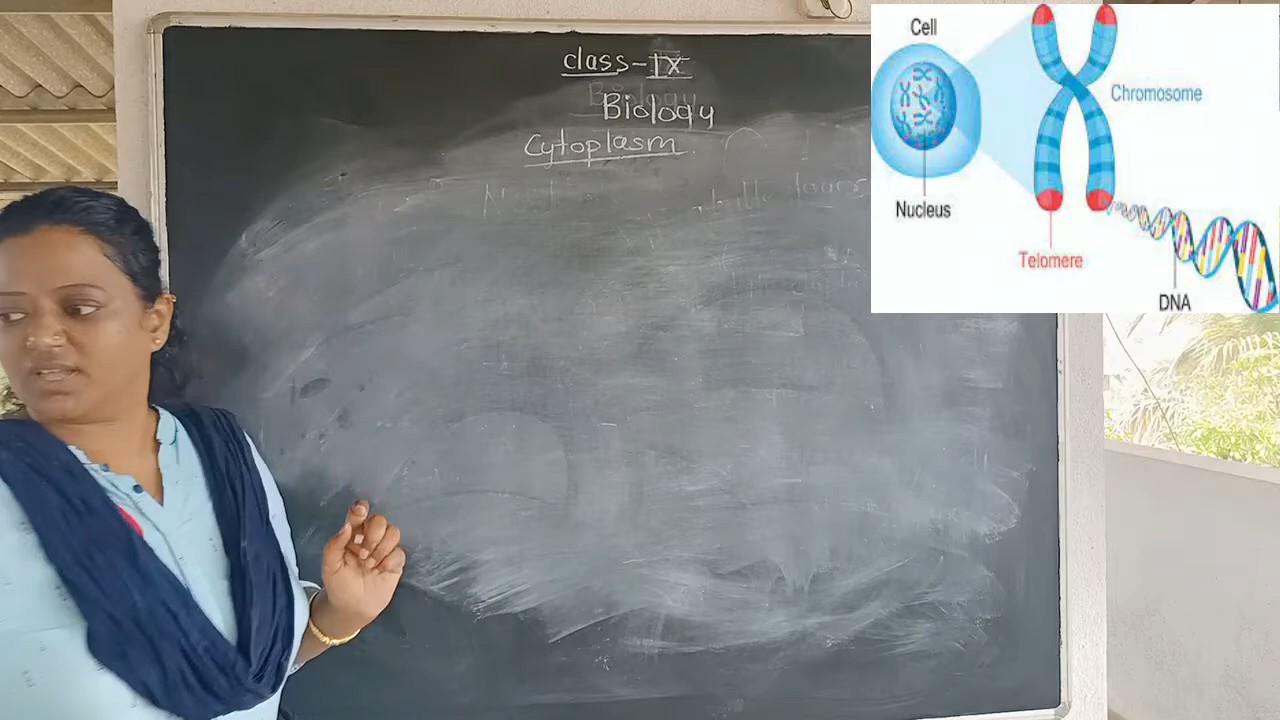 class-IX
Biology
Cytoplasm
Cell
Chromosome
Nucleus
Telomere
DNA